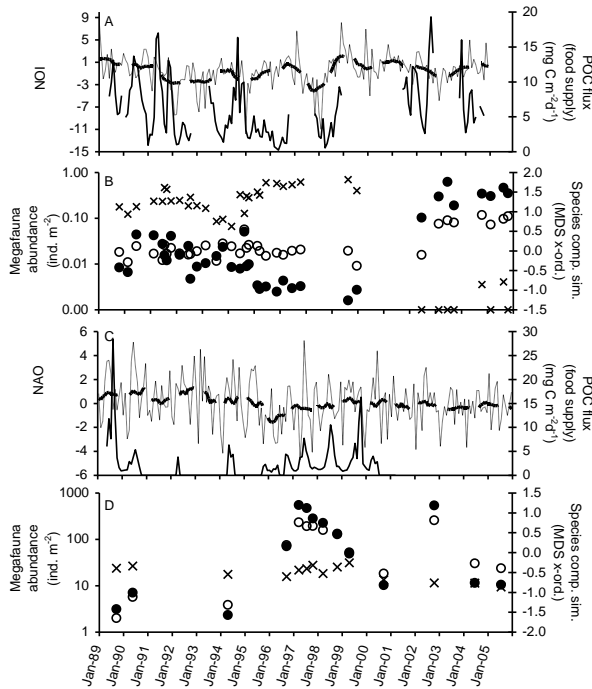 A
9
5
1
-3
-7
-11
-15
NOI
20
15
10
5
0
POC flux
(food supply)
(mg C m⁻²d⁻¹)
B
1.00
0.10
0.01
0.00
Megafauna
abundance
(ind. m⁻²)
2.0
1.5
1.0
0.5
0.0
-0.5
-1.0
-1.5
Species comp. sim.
(MDS x-ord.)
C
6
4
2
0
-2
-4
-6
NAO
30
25
20
15
10
5
0
POC flux
(food supply)
(mg C m⁻²d⁻¹)
D
1000
100
10
1
Megafauna
abundance
(ind. m⁻²)
1.5
1.0
0.5
0.0
-0.5
-1.0
-1.5
-2.0
Species comp. sim.
(MDS x-ord.)
Jan-89
Jan-90
Jan-91
Jan-92
Jan-93
Jan-94
Jan-95
Jan-96
Jan-97
Jan-98
Jan-99
Jan-00
Jan-01
Jan-02
Jan-03
Jan-04
Jan-05